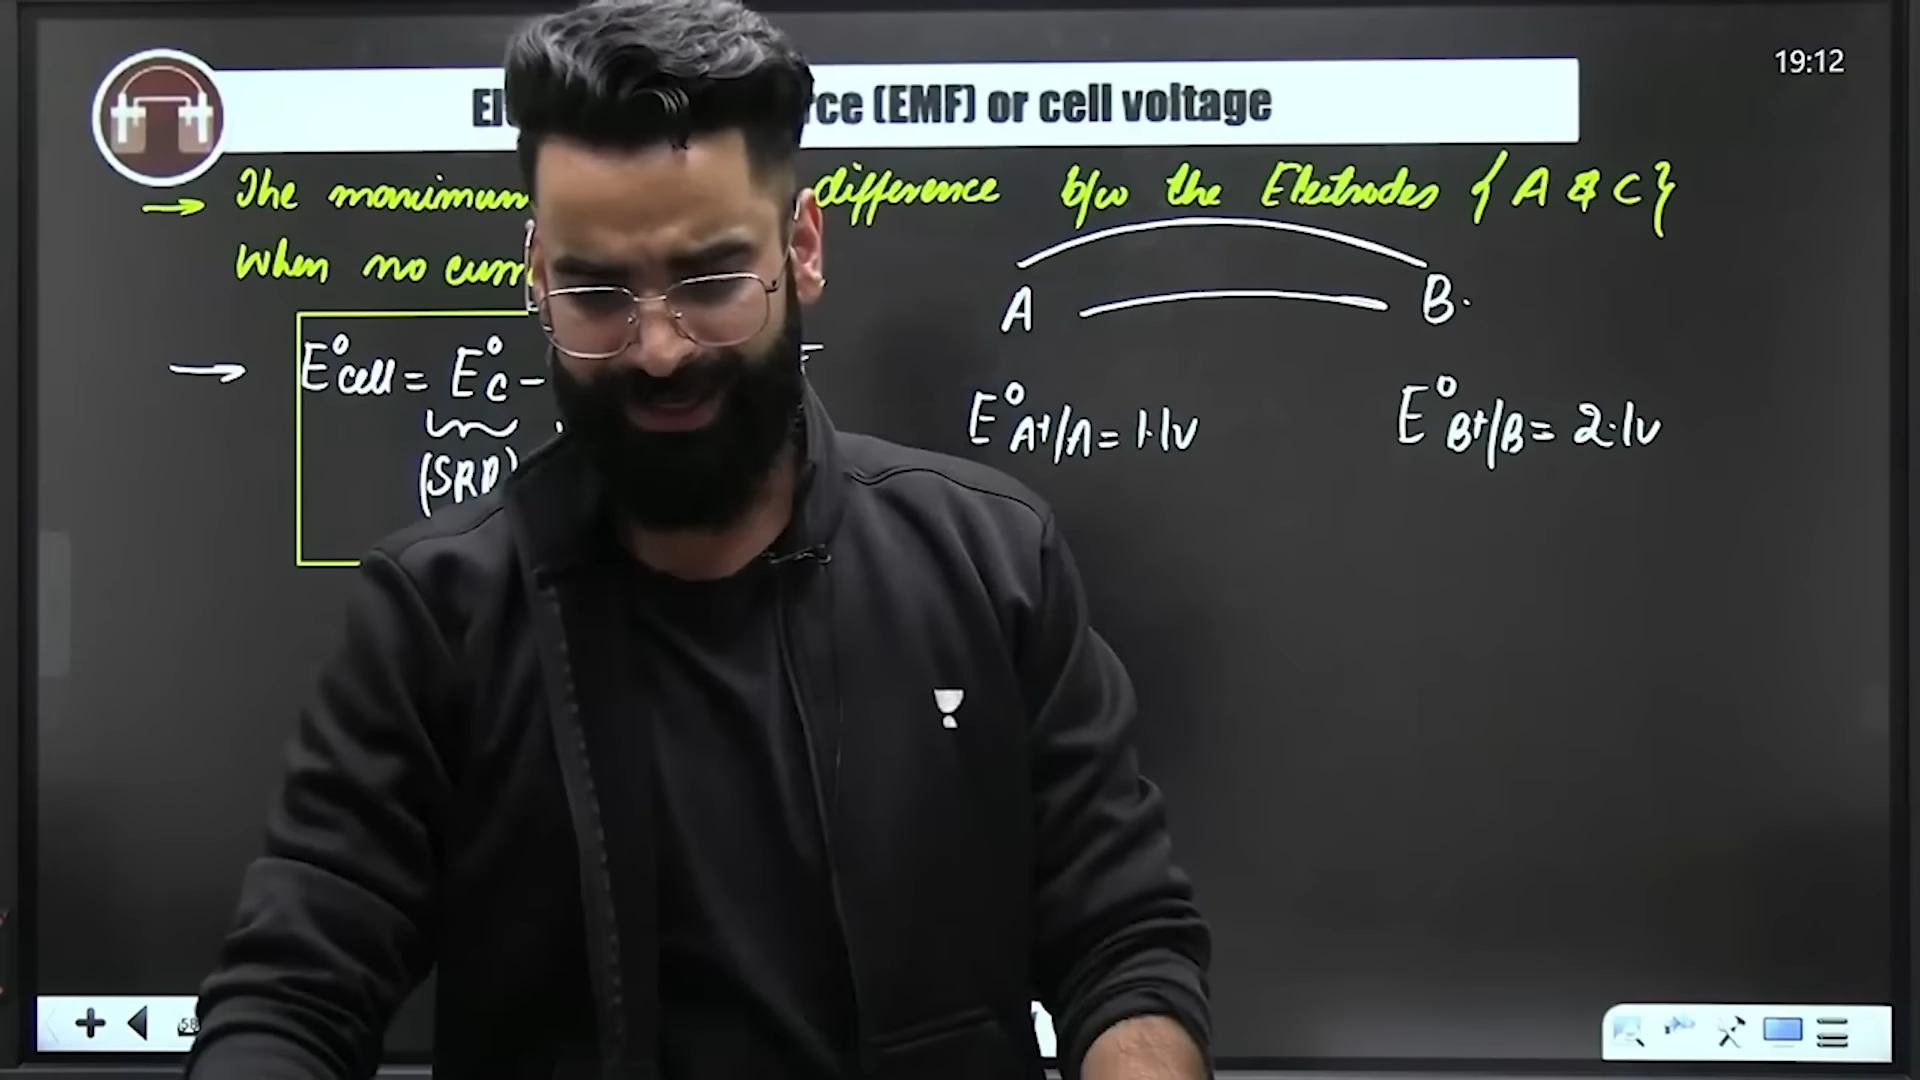 19:12
rce (EMF) or cell voltage
→ The maximum difference b/w the Electrodes { A & C }
When no curr
A B.
→ E°cell = E°c -
E°A+/A = 1.1v E°B+/B = 2.1v
(SRP)
58